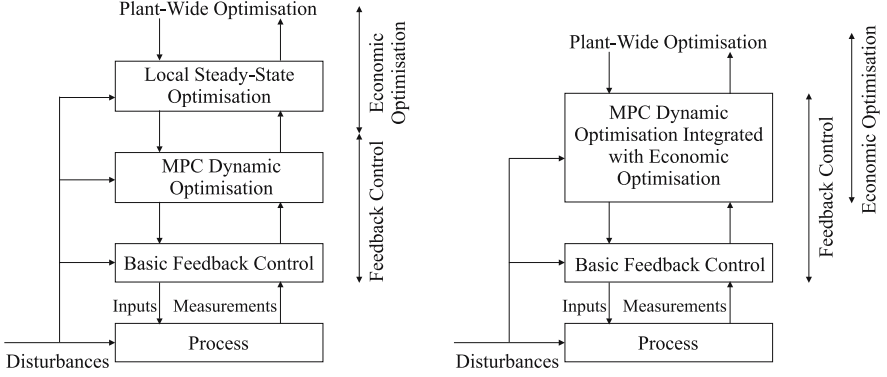 Plant-Wide Optimisation
Local Steady-State
Optimisation
MPC Dynamic
Optimisation
Basic Feedback Control
Inputs
Measurements
Process
Disturbances
Economic
Optimisation
Feedback Control
Plant-Wide Optimisation
MPC Dynamic
Optimisation Integrated
with Economic
Optimisation
Basic Feedback Control
Inputs
Measurements
Process
Disturbances
Feedback Control
Economic Optimisation